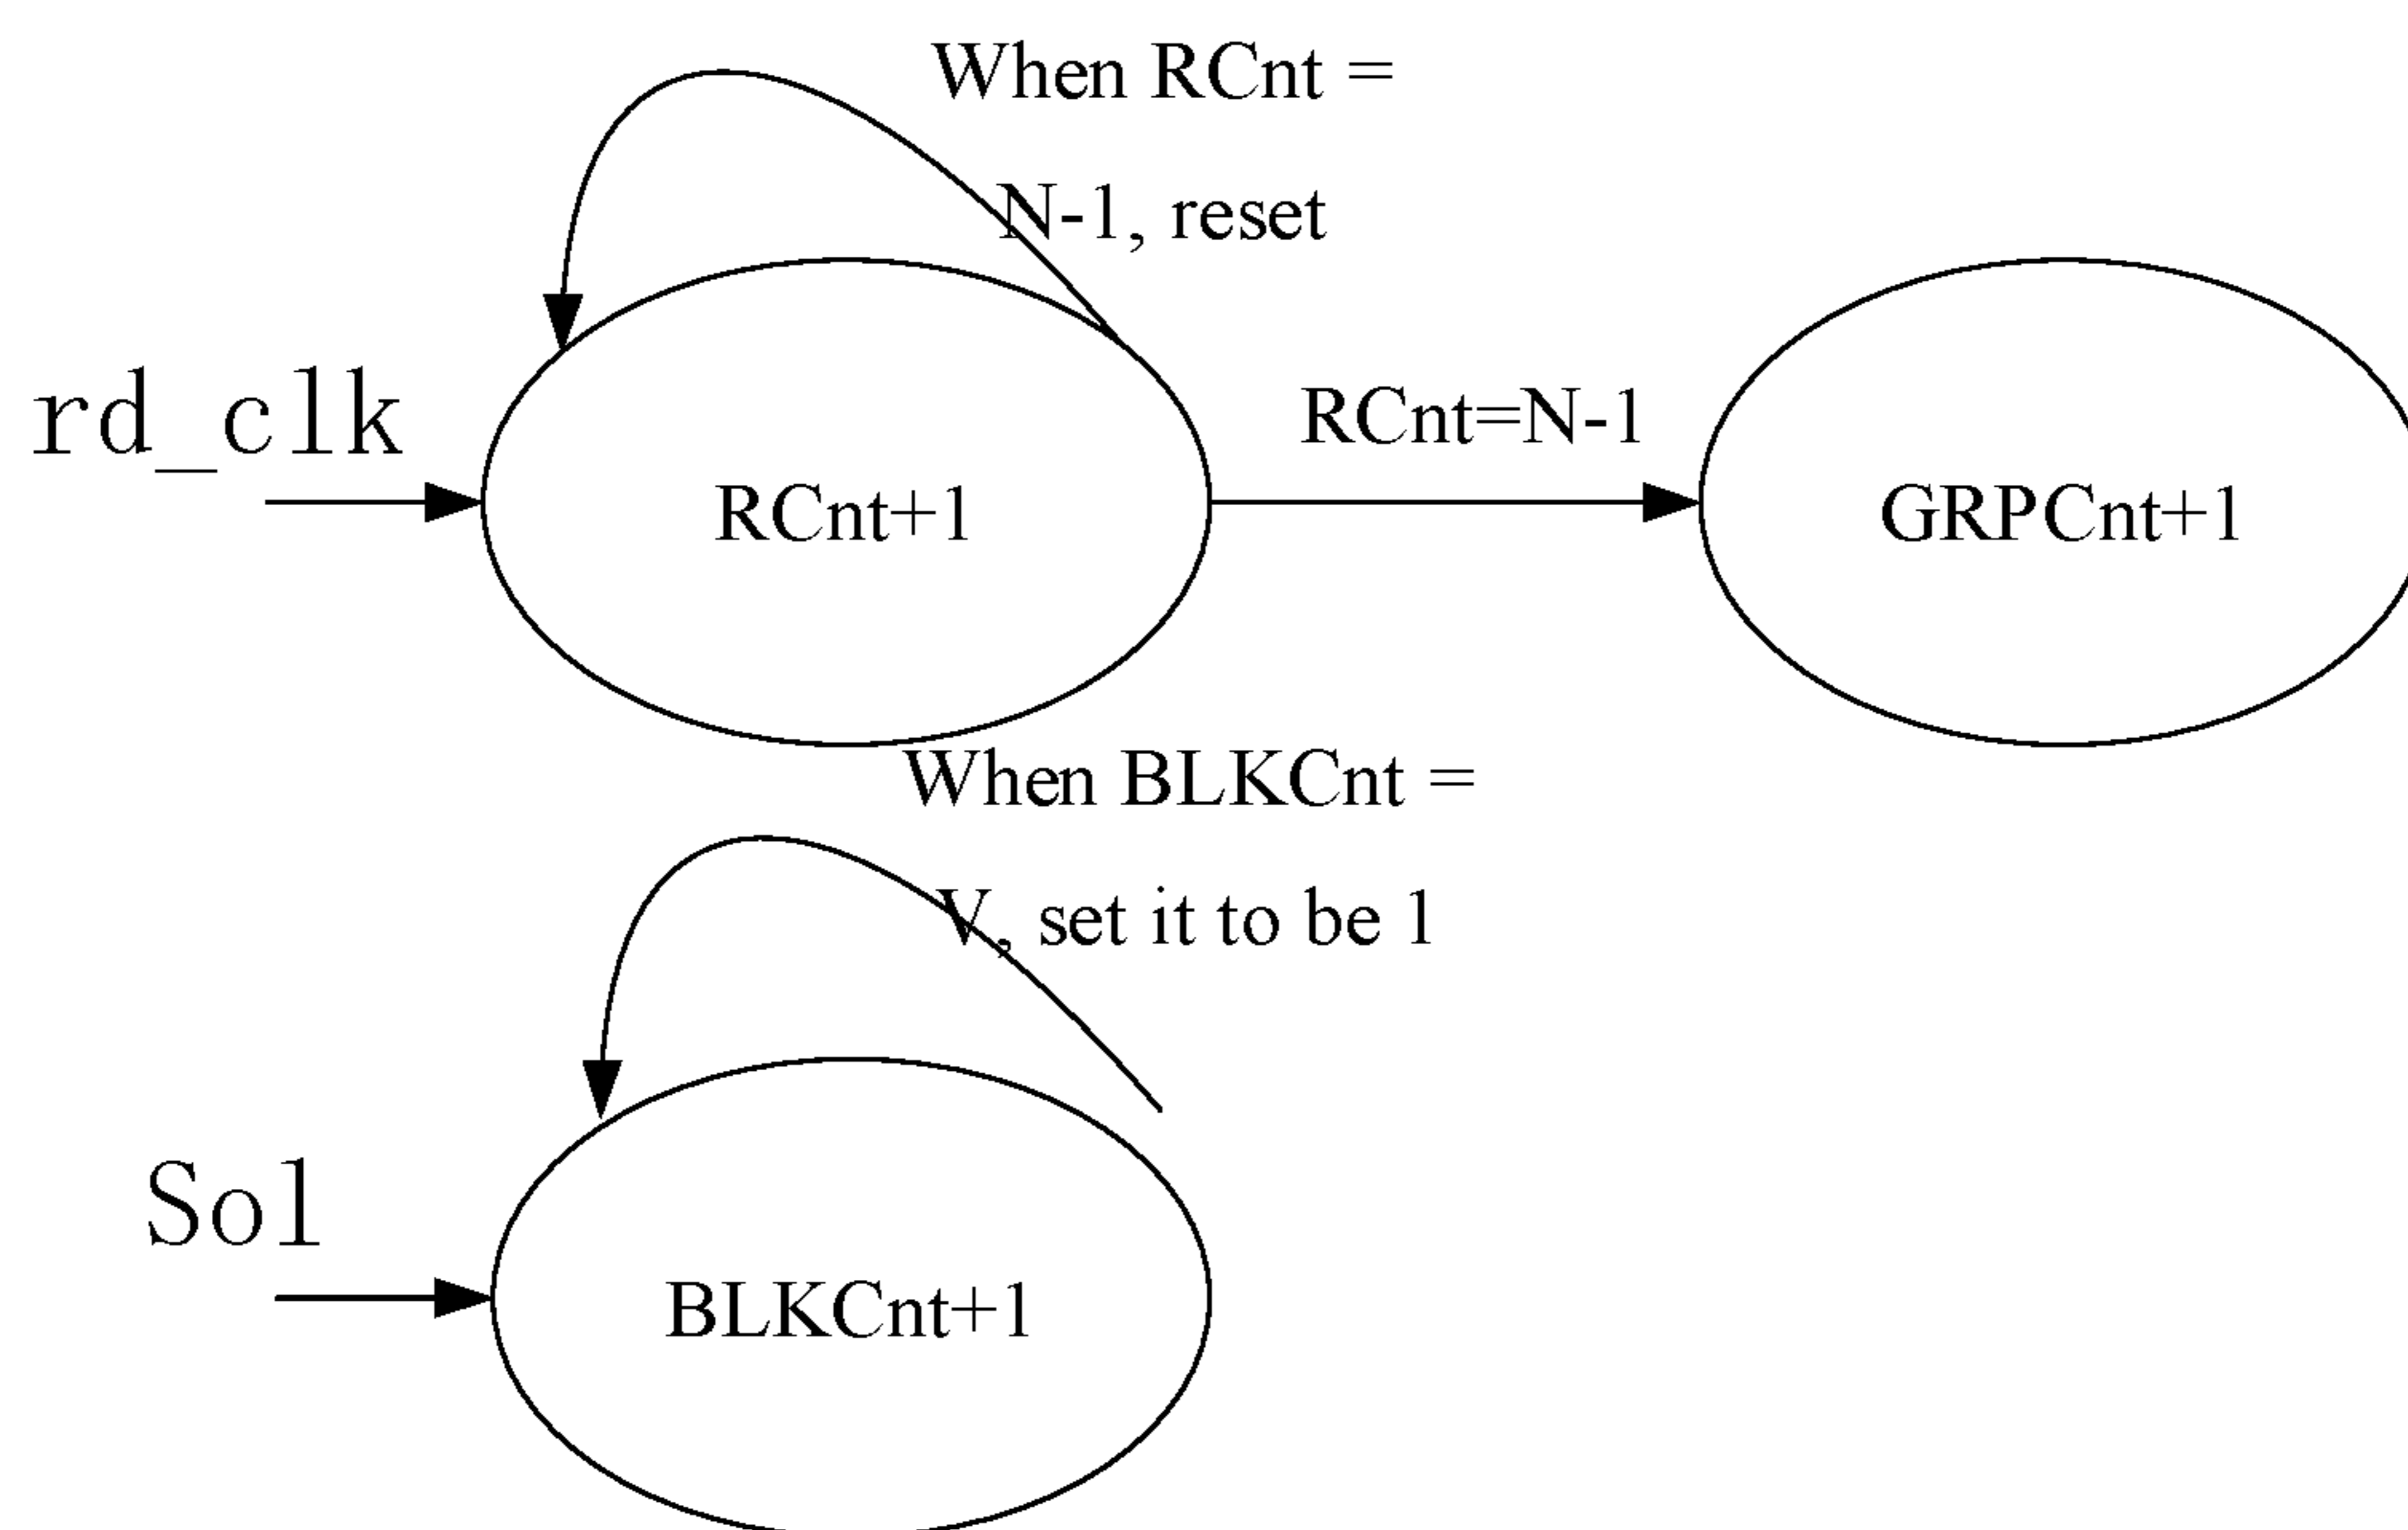 When RCnt =
N-1, reset
rd_clk
RCnt=N-1
RCnt+1
GRPCnt+1
When BLKCnt =
V, set it to be 1
Sol
BLKCnt+1